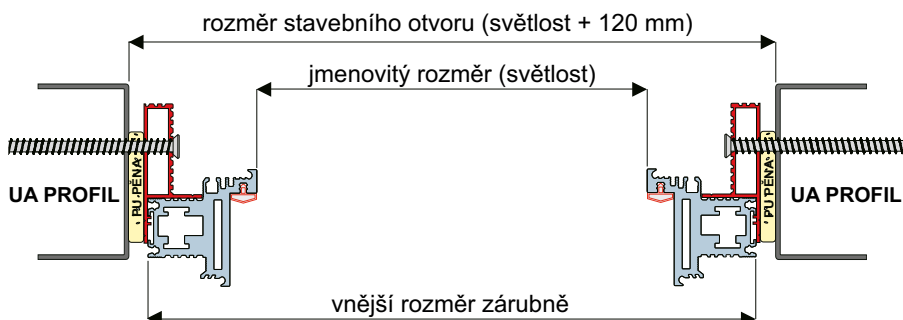 rozměr stavebního otvoru (světlost + 120 mm)
jmenovitý rozměr (světlost)
UA PROFIL
PU PĚNA
PU PĚNA
UA PROFIL
vnější rozměr zárubně